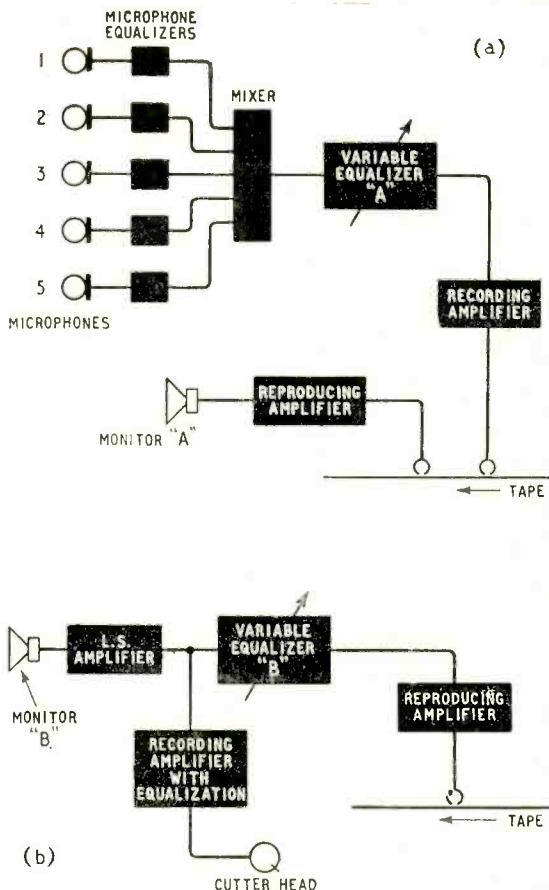 MICROPHONE
EQUALIZERS
(a)
1
2
3
4
5
MICROPHONES
MIXER
VARIABLE
EQUALIZER
"A"
RECORDING
AMPLIFIER
REPRODUCING
AMPLIFIER
MONITOR "A"
TAPE
L.S.
AMPLIFIER
VARIABLE
EQUALIZER
"B"
MONITOR
"B"
RECORDING
AMPLIFIER
WITH
EQUALIZATION
REPRODUCING
AMPLIFIER
TAPE
(b)
CUTTER HEAD